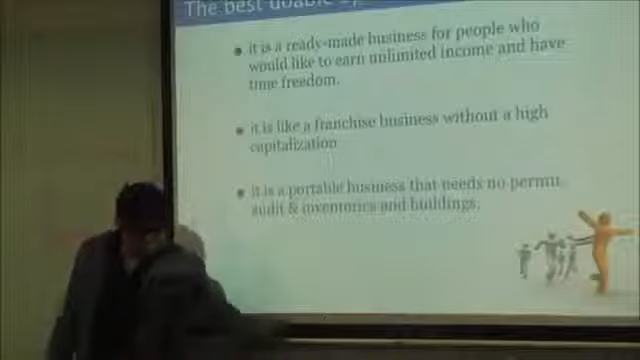 The best doable
• it is a ready-made business for people who
would like to earn unlimited income and have
time freedom.
• it is like a franchise business without a high
capitalization
• it is a portable business that needs no permit,
audit & inventories and buildings.